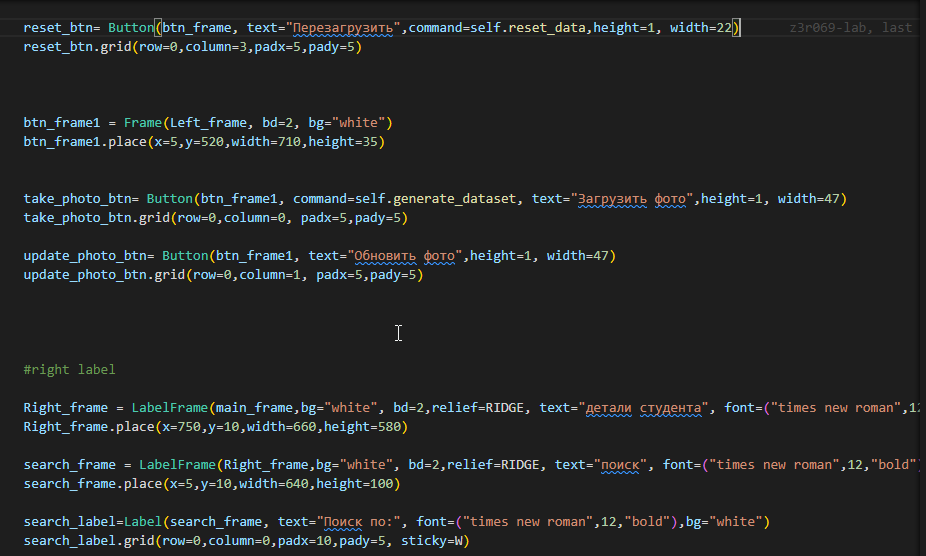 reset_btn= Button(btn_frame, text="Перезагрузить",command=self.reset_data,height=1, width=22) z3r069-lab, last
reset_btn.grid(row=0,column=3,padx=5,pady=5)
btn_frame1 = Frame(Left_frame, bd=2, bg="white")
btn_frame1.place(x=5,y=520,width=710,height=35)
take_photo_btn= Button(btn_frame1, command=self.generate_dataset, text="Загрузить фото",height=1, width=47)
take_photo_btn.grid(row=0,column=0, padx=5,pady=5)
update_photo_btn= Button(btn_frame1, text="Обновить фото",height=1, width=47)
update_photo_btn.grid(row=0,column=1, padx=5,pady=5)
#right label
Right_frame = LabelFrame(main_frame,bg="white", bd=2,relief=RIDGE, text="детали студента", font=("times new roman",12
Right_frame.place(x=750,y=10,width=660,height=580)
search_frame = LabelFrame(Right_frame,bg="white", bd=2,relief=RIDGE, text="поиск", font=("times new roman",12,"bold")
search_frame.place(x=5,y=10,width=640,height=100)
search_label=Label(search_frame, text="Поиск по:", font=("times new roman",12,"bold"),bg="white")
search_label.grid(row=0,column=0,padx=10,pady=5, sticky=W)